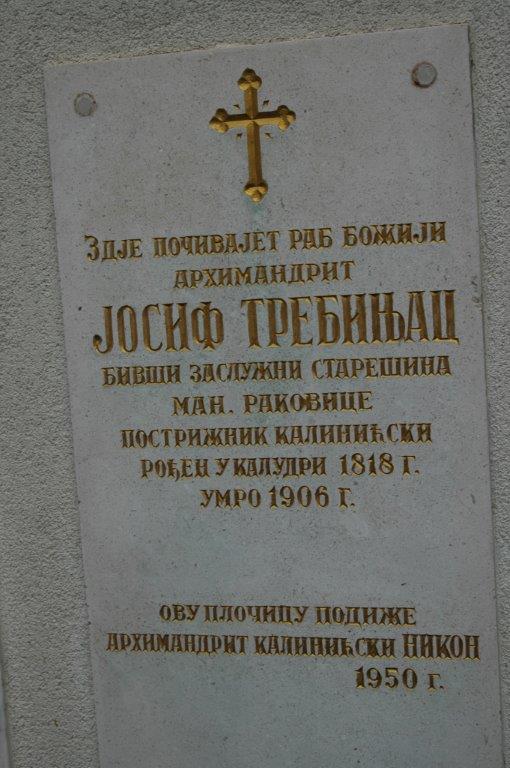 Здје почивајет раб Божији
архимандрит
ЈОСИФ ТРЕБИЊАЦ
бивши заслужни старешина
ман. Раковице
пострижник калинићски
рођен у Калудри 1818 г.
умро 1906 г.
ову плочицу подиже
архимандрит калинићски НИКОН
1950 г.